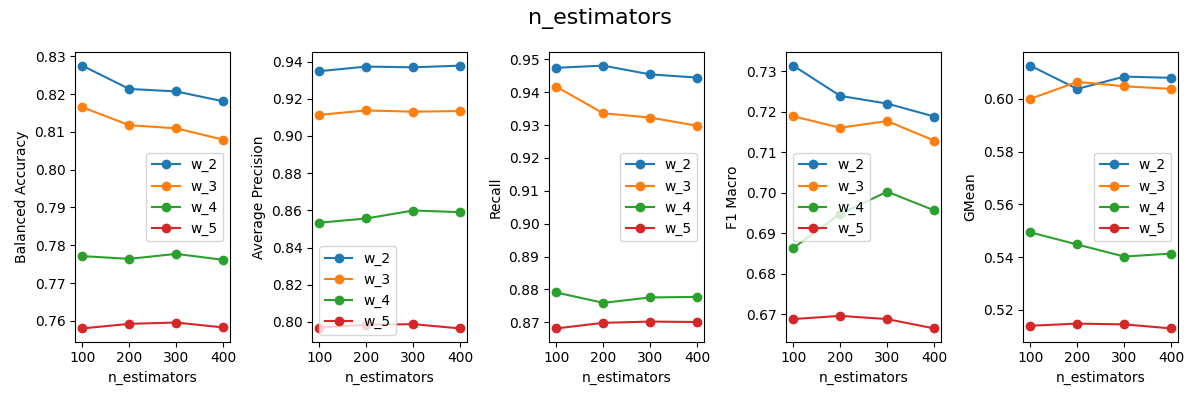 n_estimators
Balanced Accuracy
0.83
0.82
0.81
0.80
0.79
0.78
0.77
0.76
w_2
w_3
w_4
w_5
100 200 300 400
n_estimators
Average Precision
0.94
0.92
0.90
0.88
0.86
0.84
0.82
0.80
w_2
w_3
w_4
w_5
100 200 300 400
n_estimators
Recall
0.95
0.94
0.93
0.92
0.91
0.90
0.89
0.88
0.87
w_2
w_3
w_4
w_5
100 200 300 400
n_estimators
F1 Macro
0.73
0.72
0.71
0.70
0.69
0.68
0.67
w_2
w_3
w_4
w_5
100 200 300 400
n_estimators
GMean
0.60
0.58
0.56
0.54
0.52
w_2
w_3
w_4
w_5
100 200 300 400
n_estimators